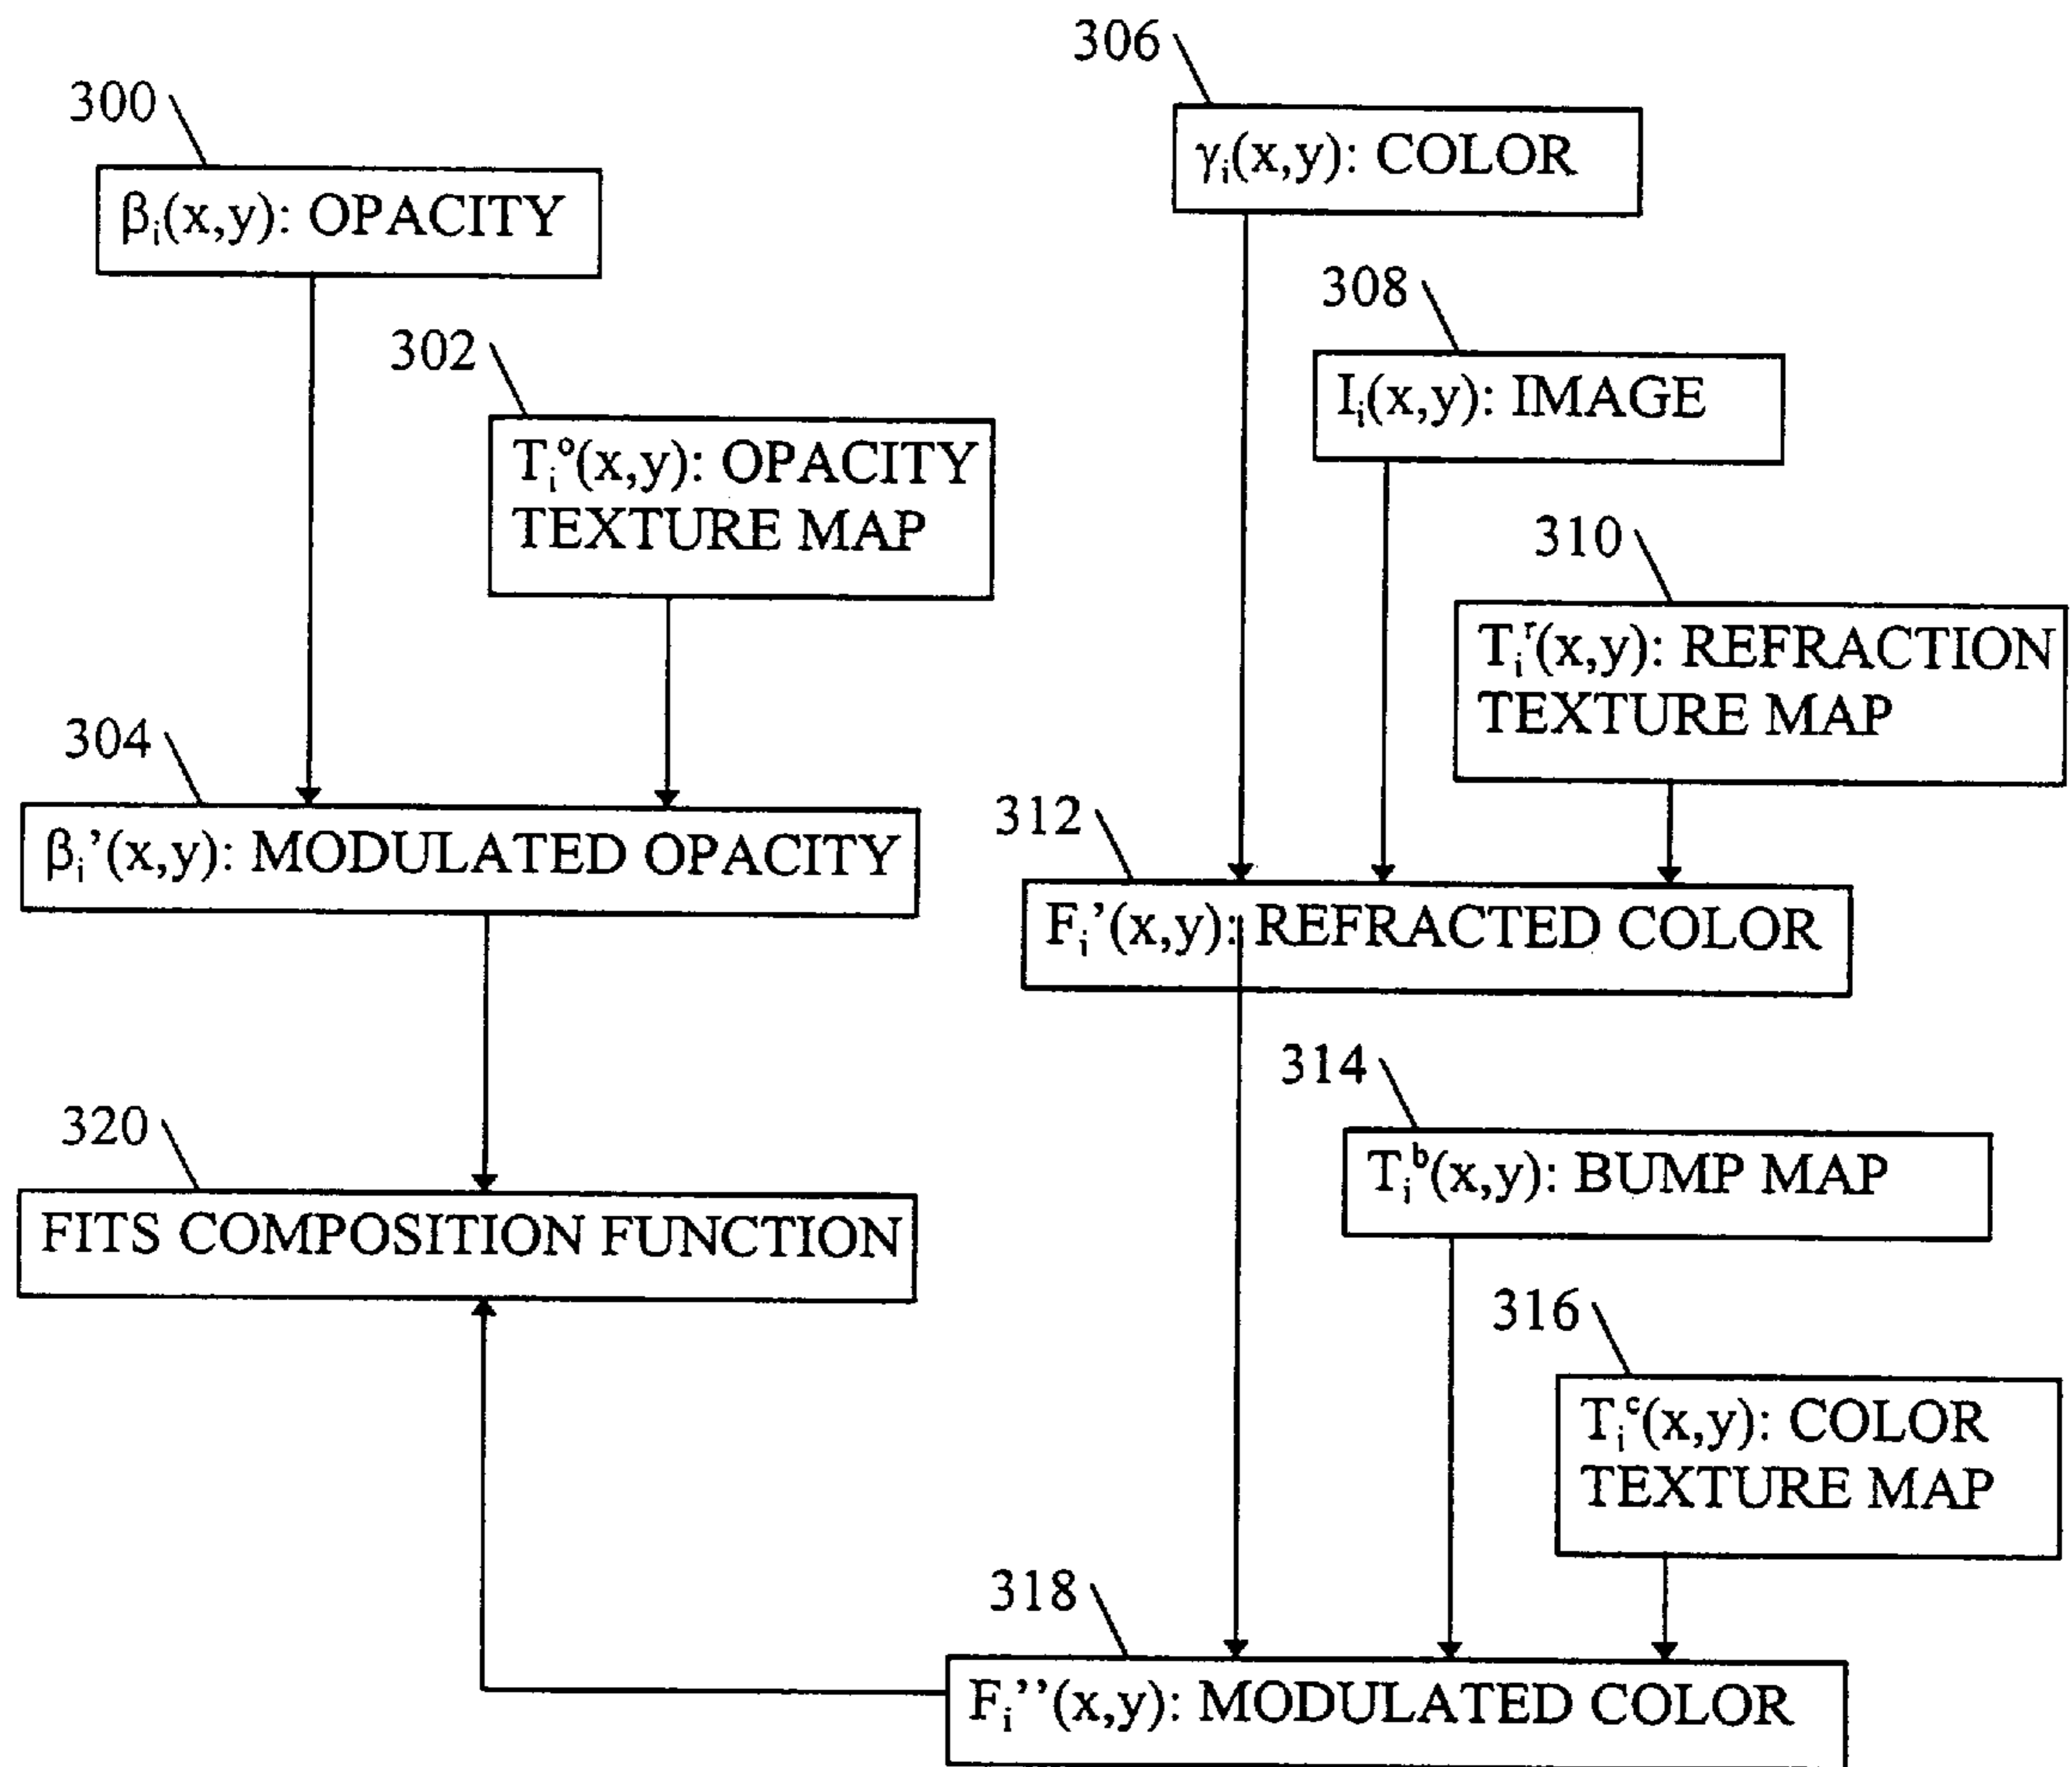 300
βᵢ(x,y): OPACITY
302
Tᵢᵒ(x,y): OPACITY
TEXTURE MAP
304
βᵢ’(x,y): MODULATED OPACITY
320
FITS COMPOSITION FUNCTION
306
γᵢ(x,y): COLOR
308
Iᵢ(x,y): IMAGE
310
Tᵢʳ(x,y): REFRACTION
TEXTURE MAP
312
Fᵢ’(x,y): REFRACTED COLOR
314
Tᵢᵇ(x,y): BUMP MAP
316
Tᵢᶜ(x,y): COLOR
TEXTURE MAP
318
Fᵢ’’(x,y): MODULATED COLOR